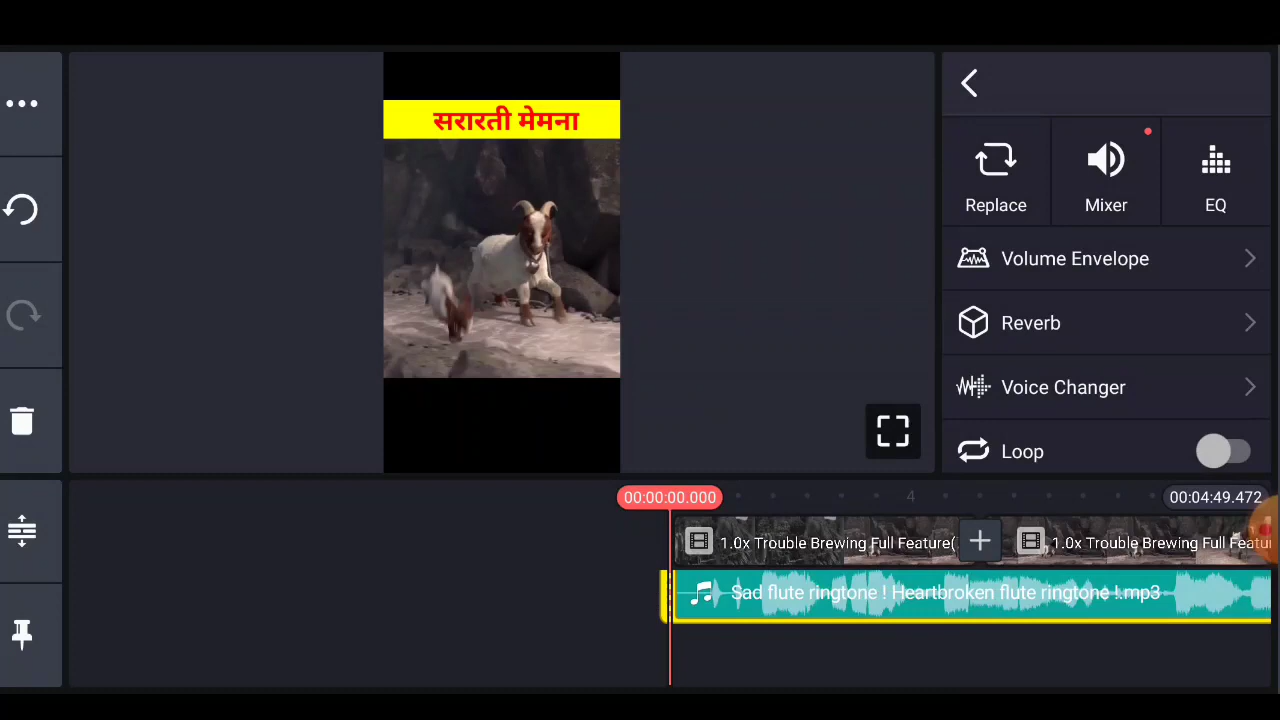 सरारती मेमना
Replace
Mixer
EQ
Volume Envelope
Reverb
Voice Changer
Loop
00:00:00.000
4
00:04:49.472
1.0x Trouble Brewing Full Feature(
1.0x Trouble Brewing Full Featur
Sad flute ringtone ! Heartbroken flute ringtone !.mp3